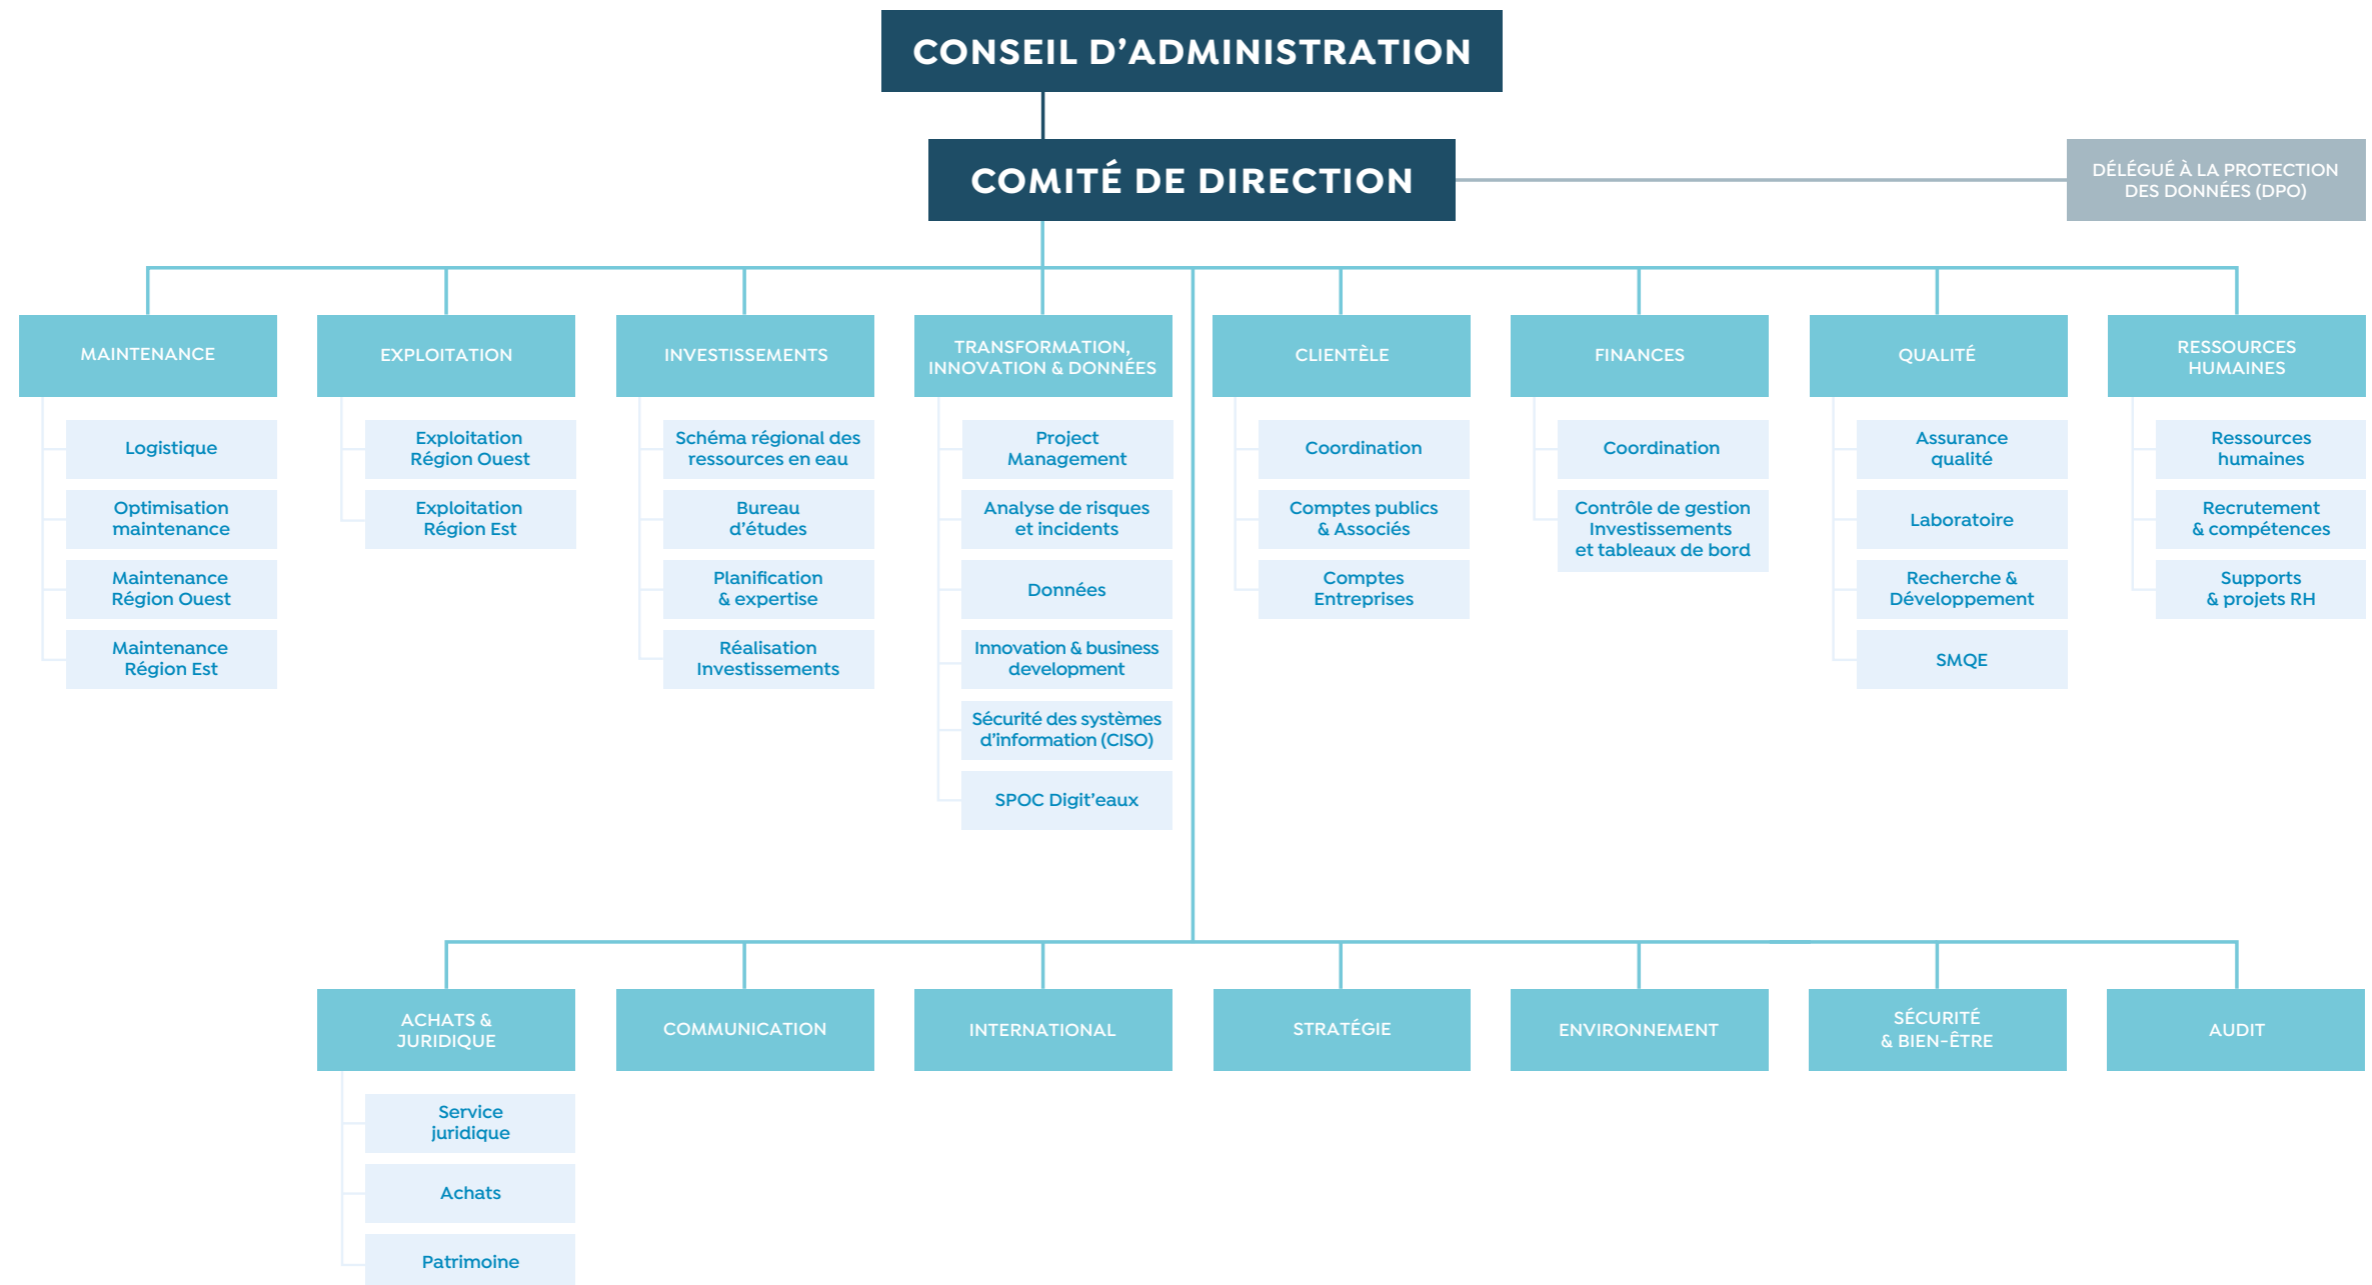 CONSEIL D’ADMINISTRATION
COMITÉ DE DIRECTION
DÉLÉGUÉ À LA PROTECTION
DES DONNÉES (DPO)
MAINTENANCE
Logistique
Optimisation
maintenance
Maintenance
Région Ouest
Maintenance
Région Est
EXPLOITATION
Exploitation
Région Ouest
Exploitation
Région Est
INVESTISSEMENTS
Schéma régional des
ressources en eau
Bureau
d’études
Planification
& expertise
Réalisation
Investissements
TRANSFORMATION,
INNOVATION & DONNÉES
Project
Management
Analyse de risques
et incidents
Données
Innovation & business
development
Sécurité des systèmes
d’information (CISO)
SPOC Digit’eaux
CLIENTÈLE
Coordination
Comptes publics
& Associés
Comptes
Entreprises
FINANCES
Coordination
Contrôle de gestion
Investissements
et tableaux de bord
QUALITÉ
Assurance
qualité
Laboratoire
Recherche &
Développement
SMQE
RESSOURCES
HUMAINES
Ressources
humaines
Recrutement
& compétences
Supports
& projets RH
ACHATS &
JURIDIQUE
Service
juridique
Achats
Patrimoine
COMMUNICATION
INTERNATIONAL
STRATÉGIE
ENVIRONNEMENT
SÉCURITÉ
& BIEN-ÊTRE
AUDIT